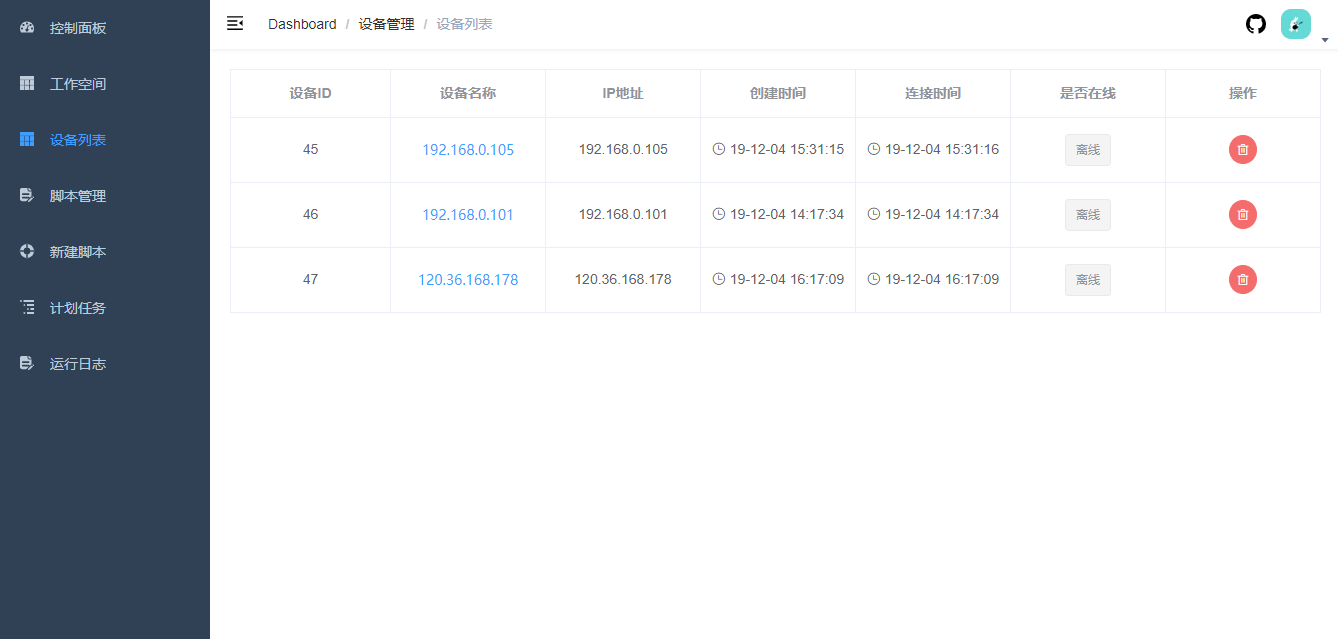 控制面板
工作空间
设备列表
脚本管理
新建脚本
计划任务
运行日志
Dashboard / 设备管理 / 设备列表
设备ID 设备名称 IP地址 创建时间 连接时间 是否在线 操作
45 192.168.0.105 192.168.0.105 19-12-04 15:31:15 19-12-04 15:31:16 离线
46 192.168.0.101 192.168.0.101 19-12-04 14:17:34 19-12-04 14:17:34 离线
47 120.36.168.178 120.36.168.178 19-12-04 16:17:09 19-12-04 16:17:09 离线